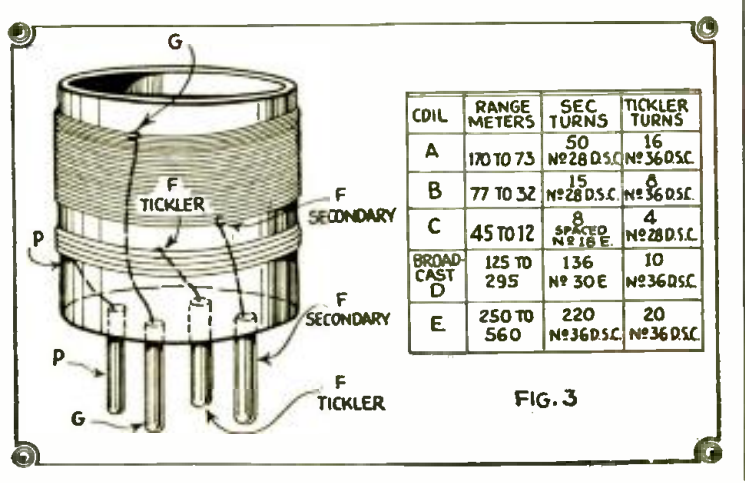 G
F
TICKLER
F
SECONDARY
P
F
SECONDARY
P
F
TICKLER
G
COIL
RANGE
METERS
SEC
TURNS
TICKLER
TURNS
A
170 TO 73
50
Nº 28 D.S.C.
16
Nº 36 D.S.C.
B
77 TO 32
15
Nº 28 D.S.C.
8
Nº 36 D.S.C.
C
45 TO 12
8
SPACED
Nº 18 E.
4
Nº 28 D.S.C.
BROAD-
CAST
D
125 TO
295
136
Nº 30 E
10
Nº 36 D.S.C.
E
250 TO
560
220
Nº 36 D.S.C.
20
Nº 36 D.S.C.
FIG. 3